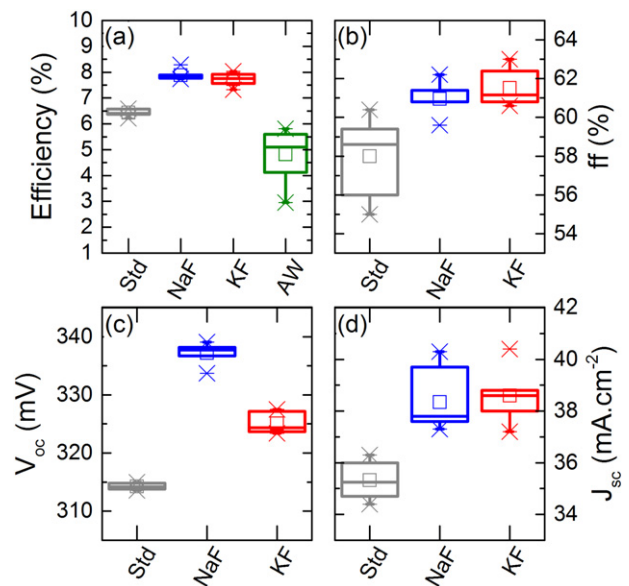 (a)
Efficiency (%)
10
9
8
7
6
5
4
3
2
1
Std
NaF
KF
AW
(b)
ff (%)
64
62
60
58
56
54
Std
NaF
KF
(c)
V_oc (mV)
340
330
320
310
Std
NaF
KF
(d)
J_sc (mA.cm⁻²)
42
40
38
36
34
Std
NaF
KF